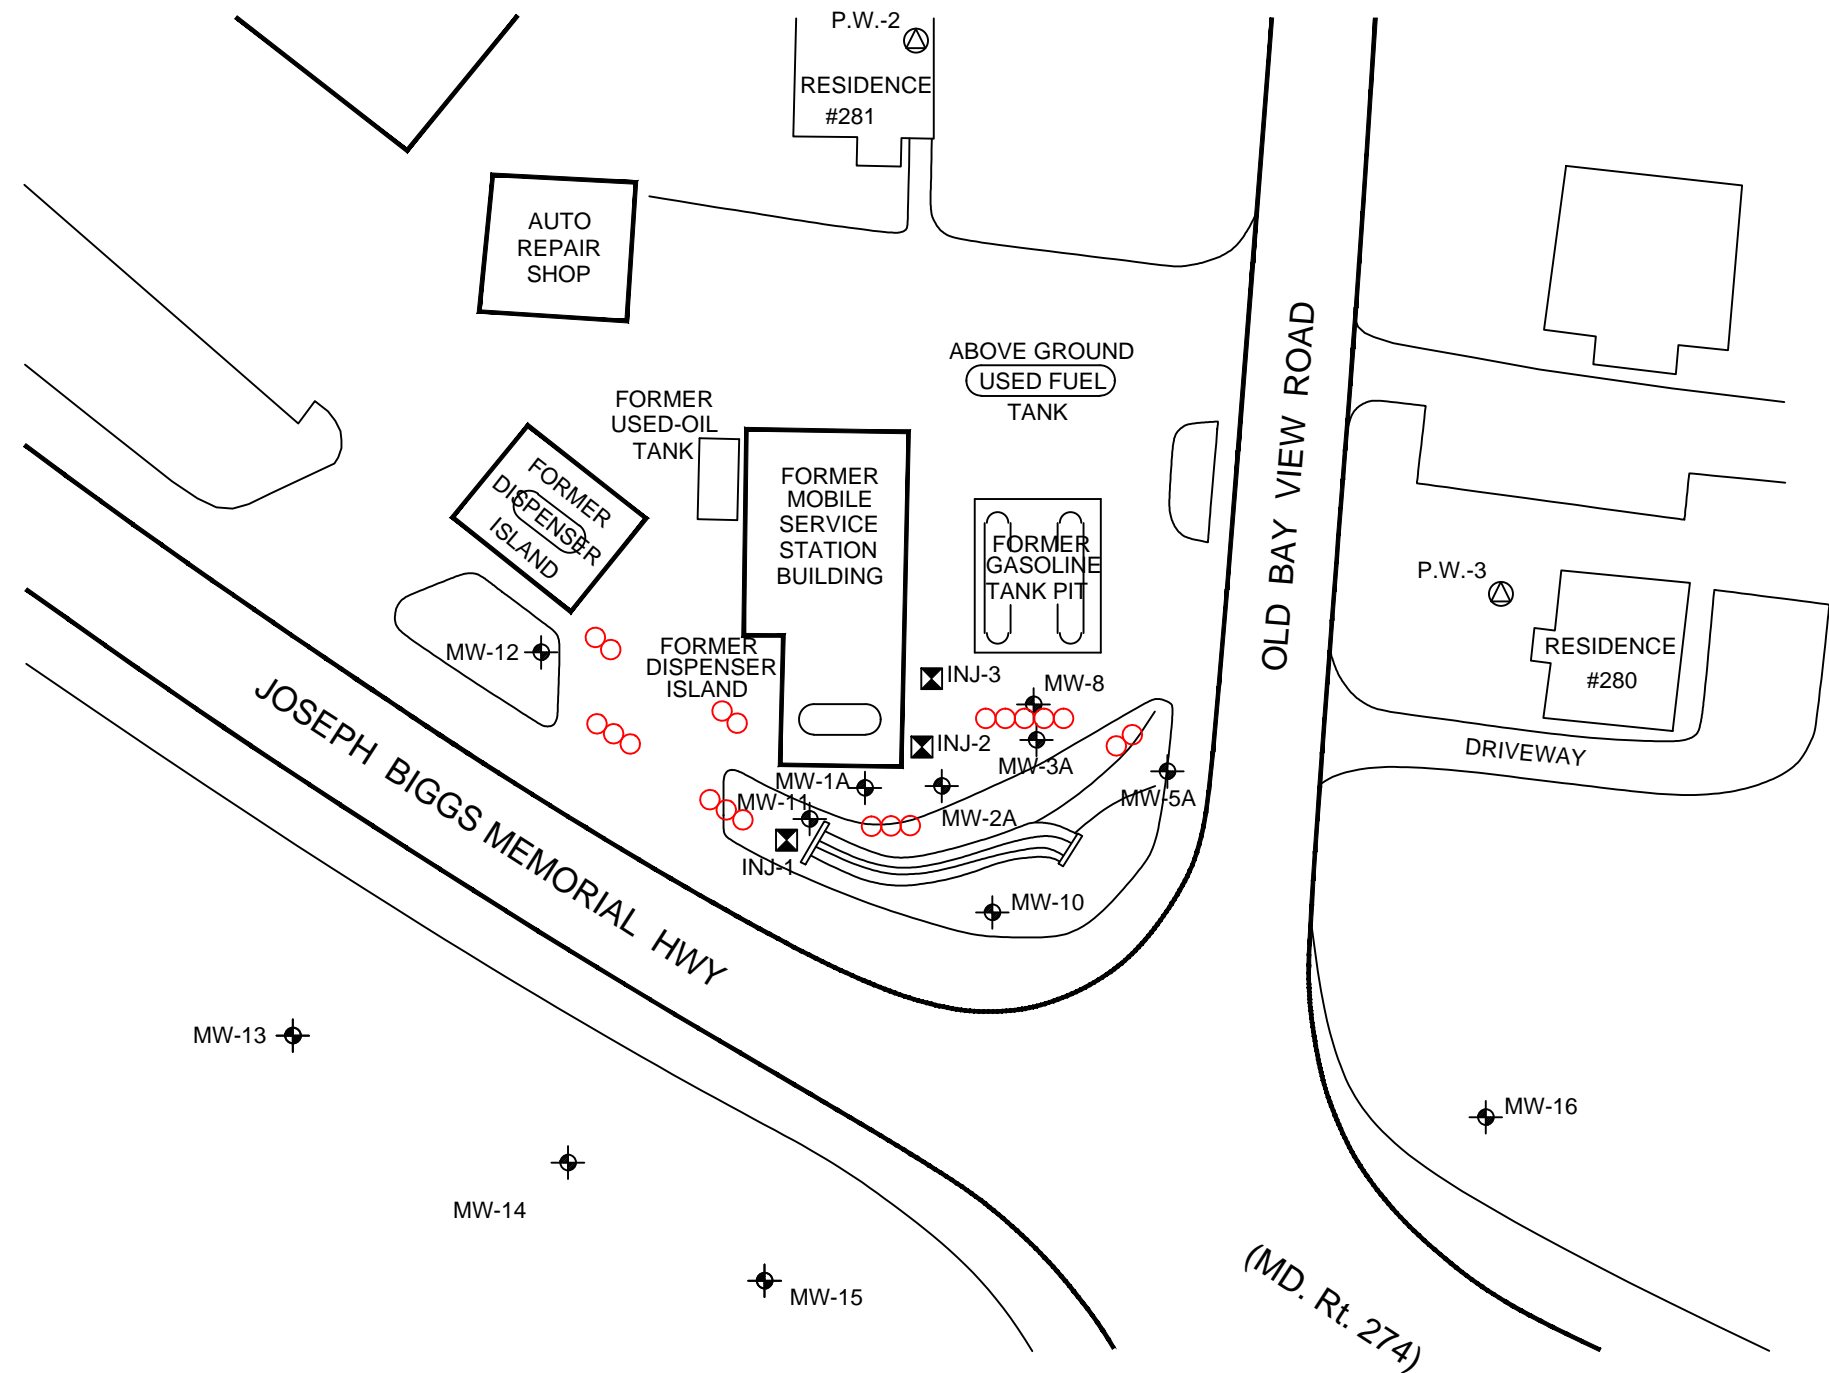 P.W.-2
RESIDENCE
#281
AUTO
REPAIR
SHOP
ABOVE GROUND
USED FUEL
TANK
FORMER
USED-OIL
TANK
FORMER
DISPENSER
ISLAND
FORMER
MOBILE
SERVICE
STATION
BUILDING
FORMER
GASOLINE
TANK PIT
OLD BAY VIEW ROAD
P.W.-3
RESIDENCE
#280
DRIVEWAY
MW-12
FORMER
DISPENSER
ISLAND
INJ-3
MW-8
INJ-2
MW-3A
MW-1A
MW-11
MW-2A
MW-5A
INJ-1
MW-10
JOSEPH BIGGS MEMORIAL HWY
MW-13
MW-14
MW-15
MW-16
(MD. Rt. 274)